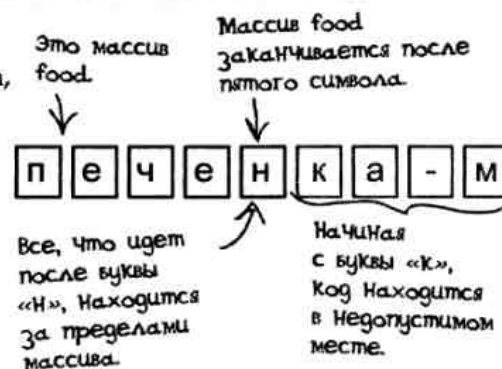 Это массив
food.
Массив food
заканчивается после
пятого символа.
п е ч е н к а - м
Все, что идет
после буквы
«н», находится
за пределами
массива.
Начиная
с буквы «к»,
код находится
в недопустимом
месте.